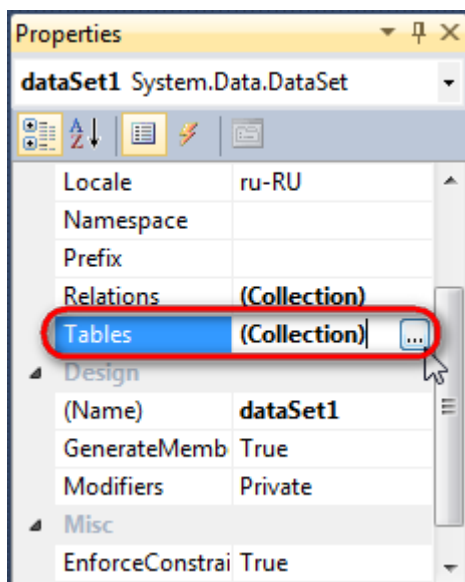 Properties
dataSet1 System.Data.DataSet
Locale ru-RU
Namespace
Prefix
Relations (Collection)
Tables (Collection) ...
Design
(Name) dataSet1
GenerateMemb True
Modifiers Private
Misc
EnforceConstrai True